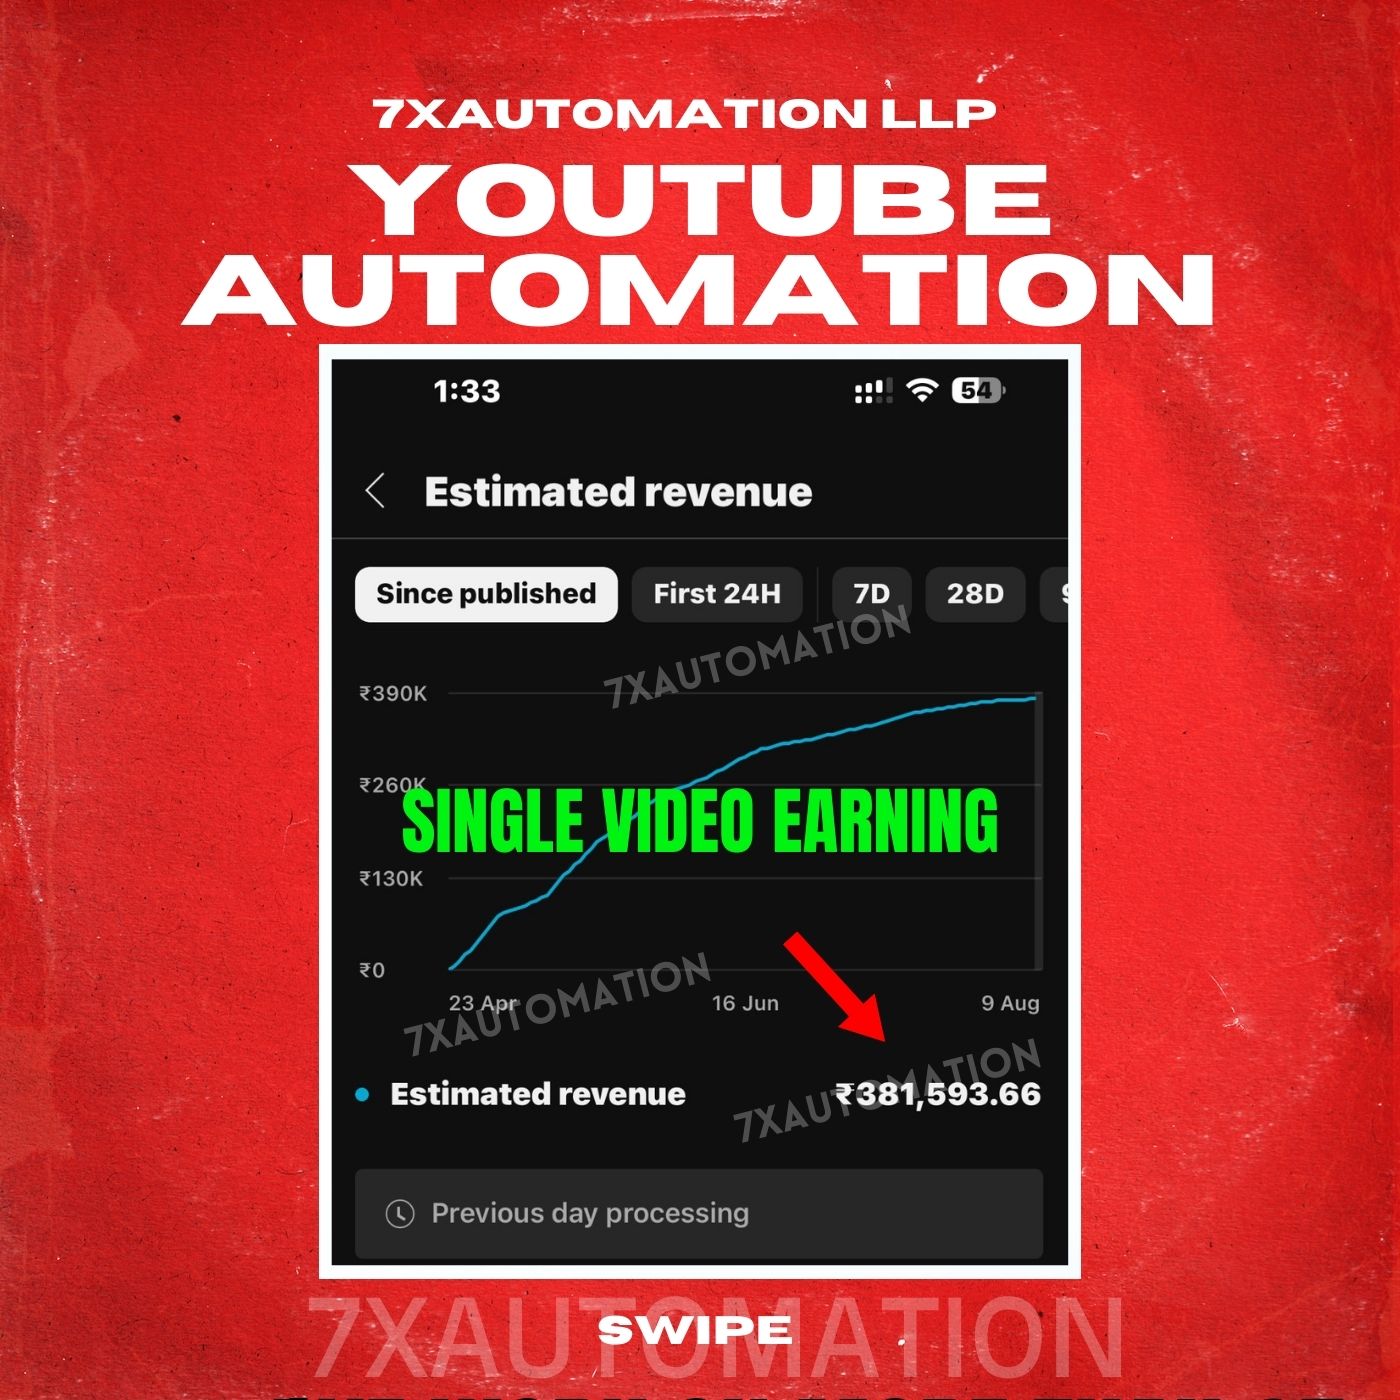 7XAUTOMATION LLP
YOUTUBE
AUTOMATION
1:33
54
Estimated revenue
Since published
First 24H
7D
28D
7XAUTOMATION
₹390K
₹260K
SINGLE VIDEO EARNING
₹130K
₹0
23 Apr
16 Jun
9 Aug
7XAUTOMATION
Estimated revenue
₹381,593.66
7XAUTOMATION
Previous day processing
7XAUTOMATION
SWIPE